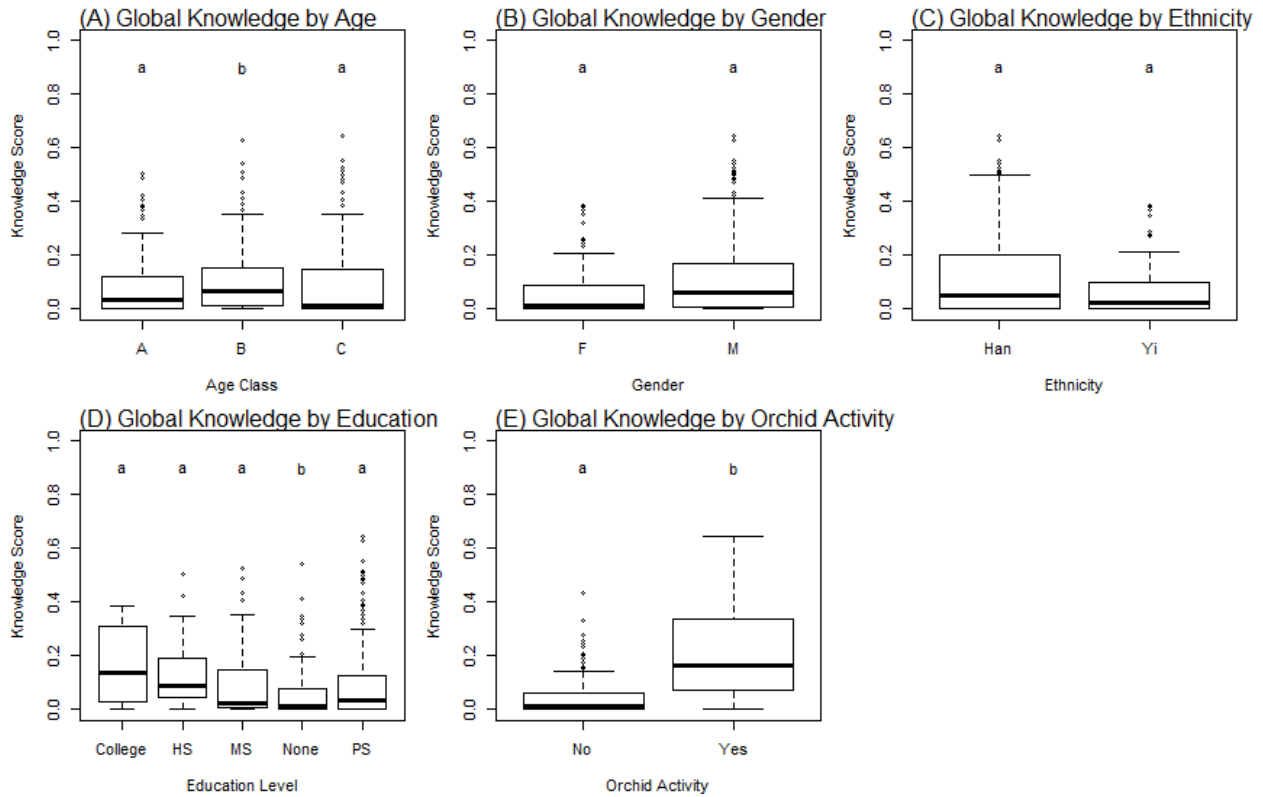 (A) Global Knowledge by Age
1.0
0.8
0.6
0.4
0.2
0.0
Knowledge Score
a b a
A B C
Age Class
(B) Global Knowledge by Gender
1.0
0.8
0.6
0.4
0.2
0.0
Knowledge Score
a a
F M
Gender
(C) Global Knowledge by Ethnicity
1.0
0.8
0.6
0.4
0.2
0.0
Knowledge Score
a a
Han Yi
Ethnicity
(D) Global Knowledge by Education
1.0
0.8
0.6
0.4
0.2
0.0
Knowledge Score
a a a b a
College HS MS None PS
Education Level
(E) Global Knowledge by Orchid Activity
1.0
0.8
0.6
0.4
0.2
0.0
Knowledge Score
a b
No Yes
Orchid Activity